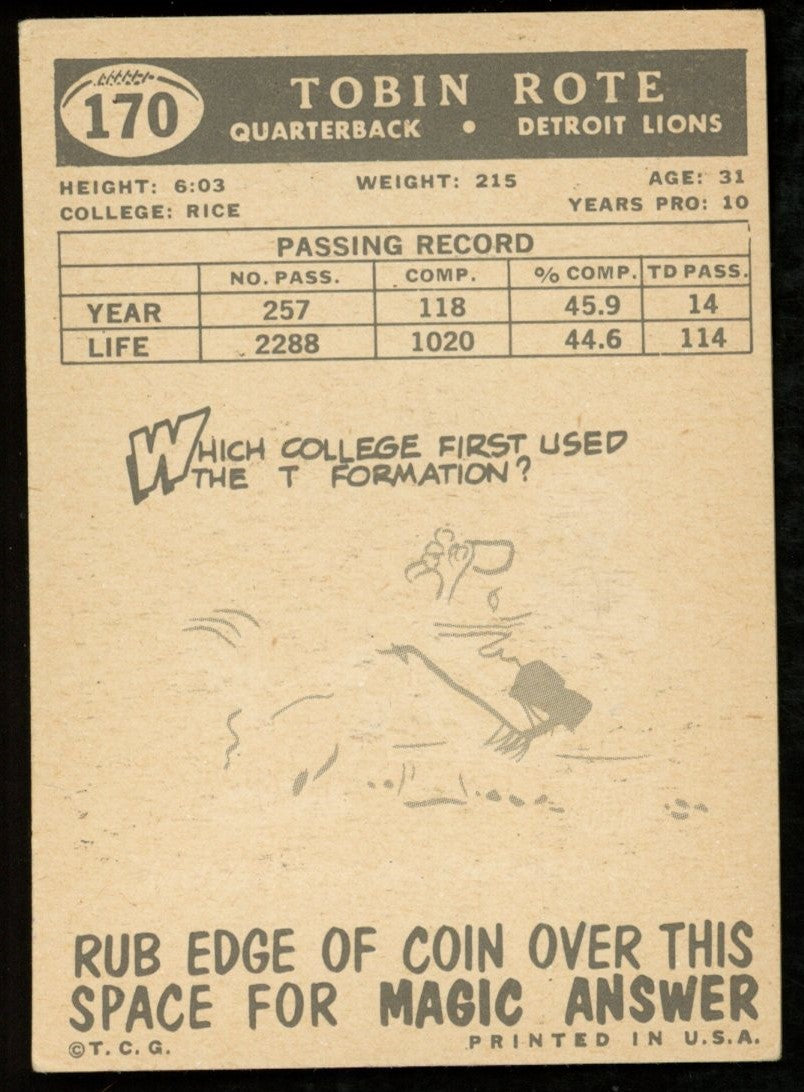 170
TOBIN ROTE
QUARTERBACK • DETROIT LIONS
HEIGHT: 6:03 WEIGHT: 215 AGE: 31
COLLEGE: RICE YEARS PRO: 10
PASSING RECORD
NO. PASS. COMP. % COMP. TD PASS.
YEAR 257 118 45.9 14
LIFE 2288 1020 44.6 114
WHICH COLLEGE FIRST USED
THE T FORMATION?
RUB EDGE OF COIN OVER THIS
SPACE FOR MAGIC ANSWER
©T. C. G. PRINTED IN U.S.A.